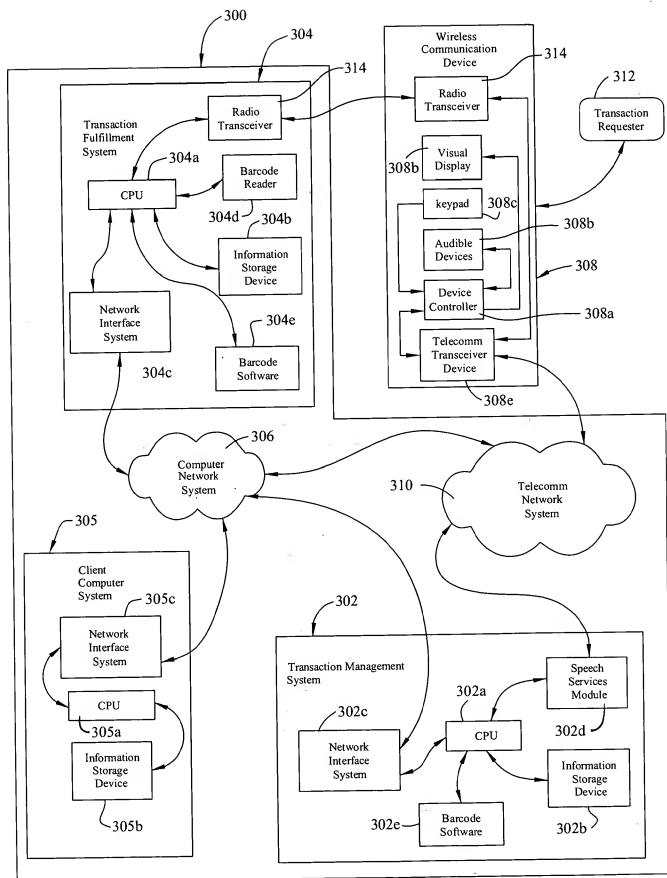 300
304
314
Transaction
Fulfillment
System
Radio
Transceiver
304a
CPU
Barcode
Reader
304d
304b
Information
Storage
Device
Network
Interface
System
304c
304e
Barcode Software
Wireless
Communication
Device
314
Radio
Transceiver
308b
Visual
Display
keypad
308c
308b
Audible
Devices
Device
Controller
308a
Telecomm
Transceiver
Device
308e
308
312
Transaction
Requester
306
Computer
Network
System
310
Telecomm
Network
System
305
Client
Computer
System
305c
Network
Interface
System
CPU
305a
Information
Storage
Device
305b
302
Transaction Management
System
302c
Network
Interface
System
302a
CPU
Speech
Services
Module
302d
302e
Barcode
Software
Information
Storage
Device
302b